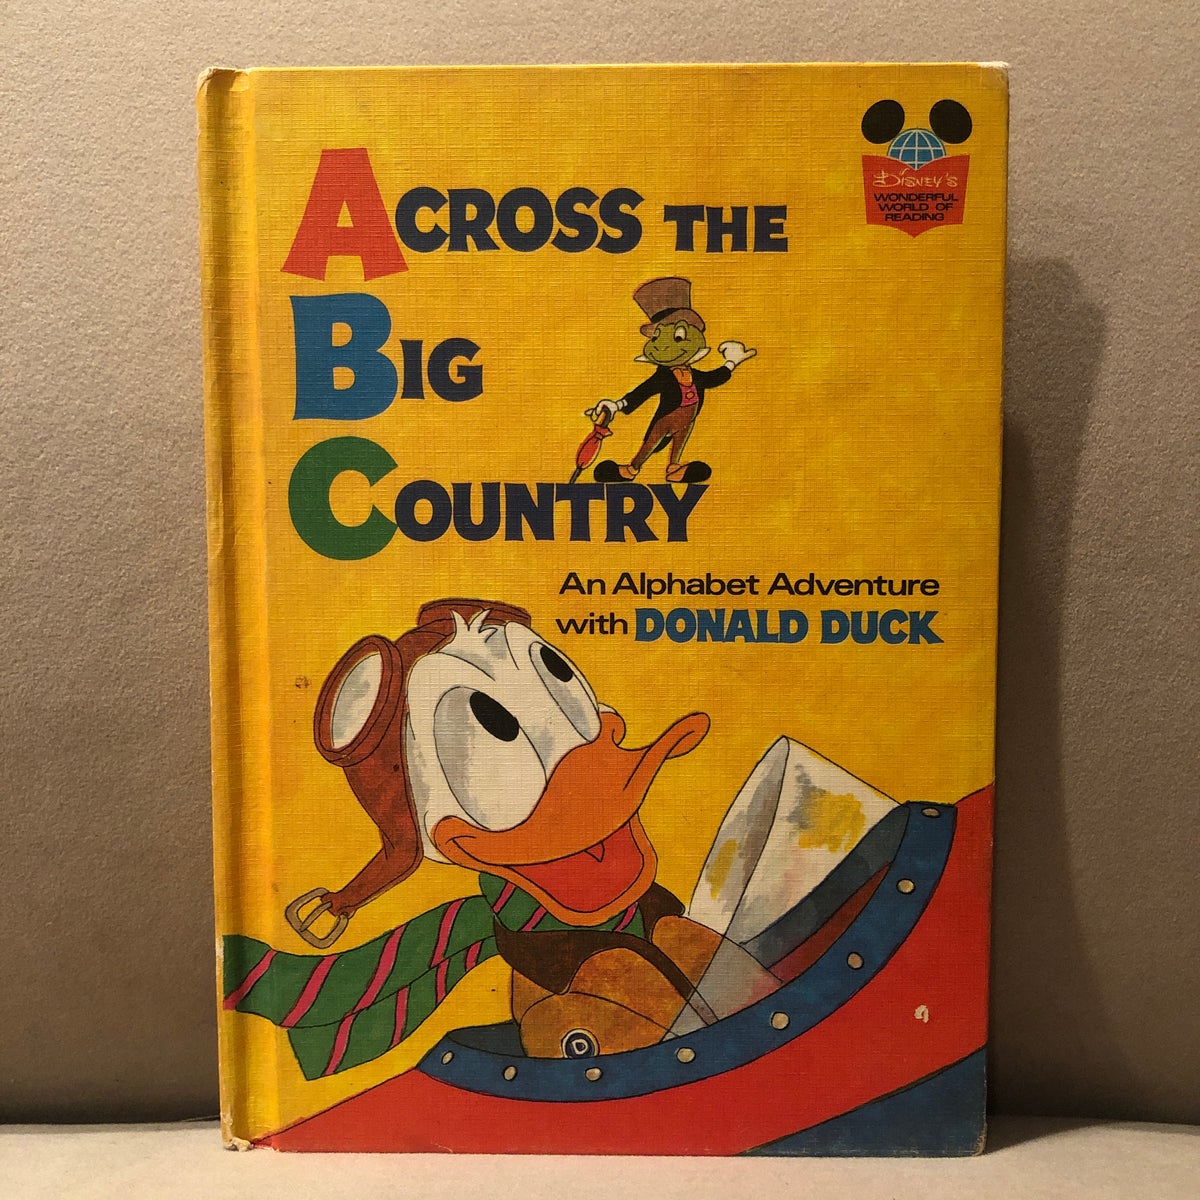 ACROSS THE
BIG
COUNTRY
An Alphabet Adventure
with DONALD DUCK
DISNEY'S
WONDERFUL
WORLD OF
READING
D